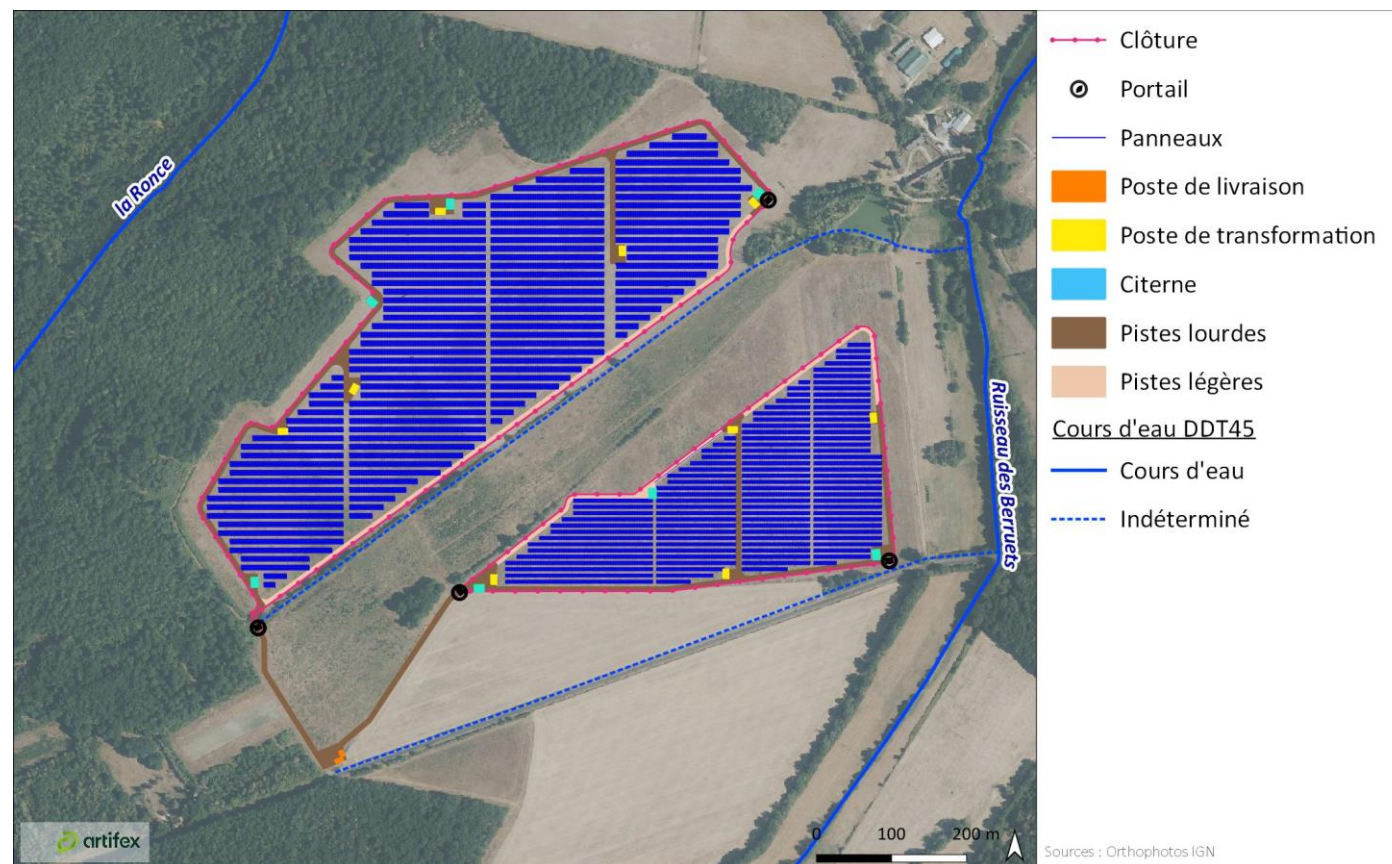 la Ronce
Ruisseau des Berruets
artifex
0 100 200 m
Clôture
Portail
Panneaux
Poste de livraison
Poste de transformation
Citerne
Pistes lourdes
Pistes légères
Cours d'eau DDT45
Cours d'eau
Indéterminé
Sources : Orthophotos IGN